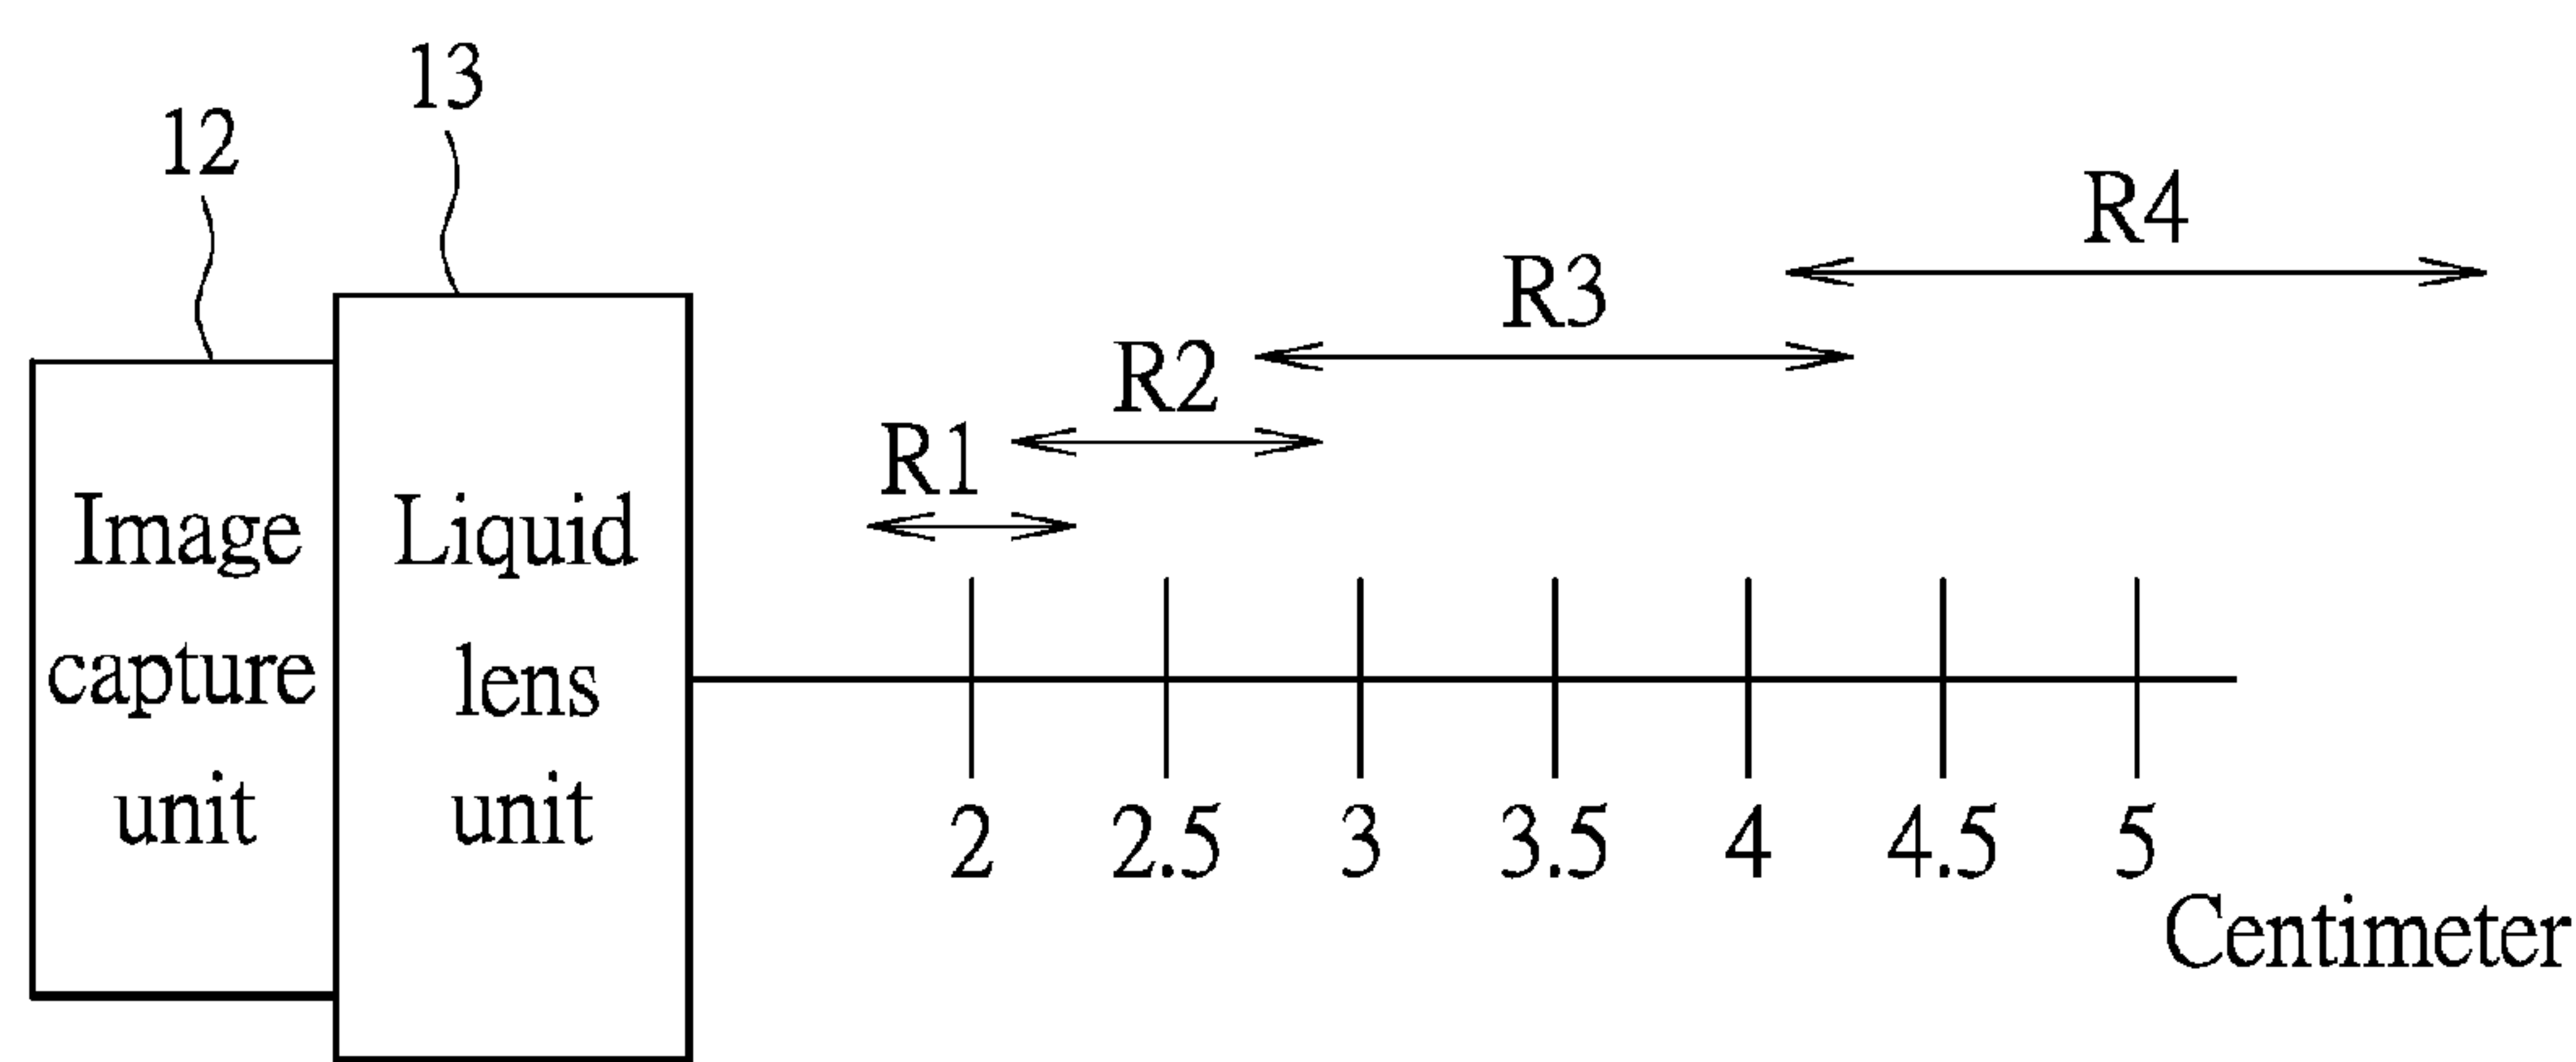 13
12
R4
R3
R2
R1
Image
capture
unit
Liquid
lens
unit
2 2.5 3 3.5 4 4.5 5
Centimeter